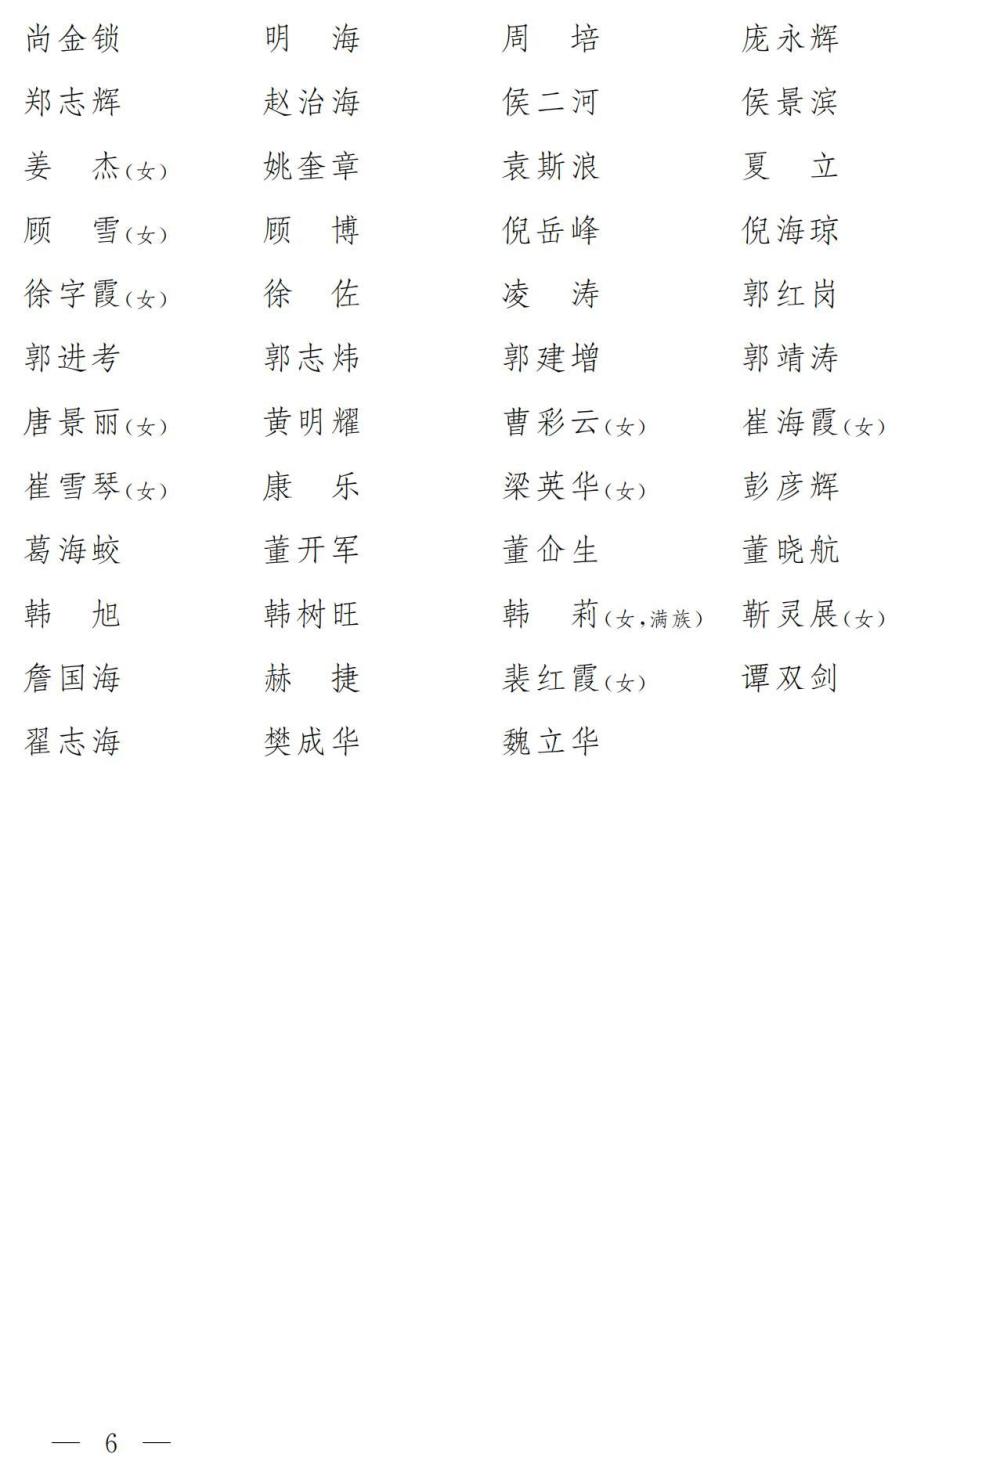 尚金锁 明　海 周　培 庞永辉
郑志辉 赵治海 侯二河 侯景滨
姜　杰(女) 姚奎章 袁斯浪 夏　立
顾　雪(女) 顾　博 倪岳峰 倪海琼
徐字霞(女) 徐　佐 凌　涛 郭红岗
郭进考 郭志炜 郭建增 郭靖涛
唐景丽(女) 黄明耀 曹彩云(女) 崔海霞(女)
崔雪琴(女) 康　乐 梁英华(女) 彭彦辉
葛海蛟 董开军 董仚生 董晓航
韩　旭 韩树旺 韩　莉(女,满族) 靳灵展(女)
詹国海 赫　捷 裴红霞(女) 谭双剑
翟志海 樊成华 魏立华
— 6 —